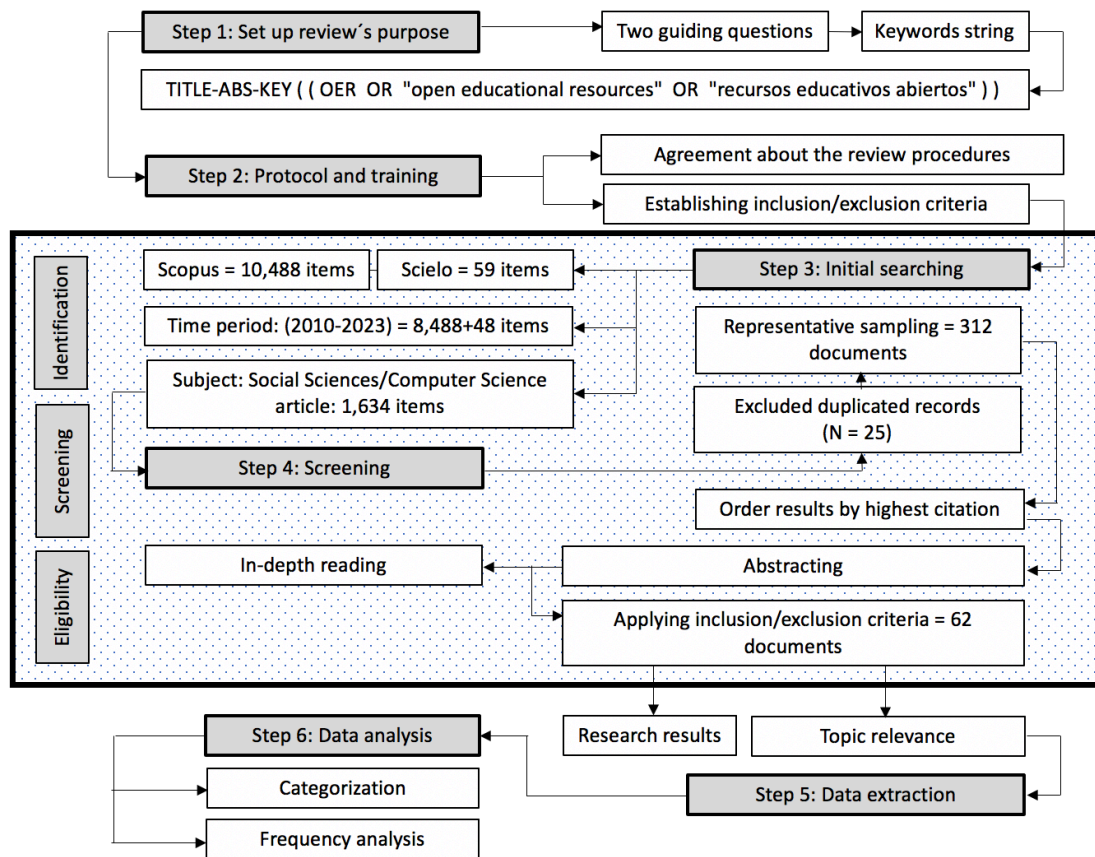 Step 1: Set up review´s purpose
Two guiding questions
Keywords string
TITLE-ABS-KEY ( ( OER OR "open educational resources" OR "recursos educativos abiertos" ) )
Step 2: Protocol and training
Agreement about the review procedures
Establishing inclusion/exclusion criteria
Identification
Scopus = 10,488 items
Scielo = 59 items
Step 3: Initial searching
Time period: (2010-2023) = 8,488+48 items
Representative sampling = 312
documents
Subject: Social Sciences/Computer Science
article: 1,634 items
Excluded duplicated records
(N = 25)
Screening
Step 4: Screening
Order results by highest citation
Eligibility
In-depth reading
Abstracting
Applying inclusion/exclusion criteria = 62
documents
Step 6: Data analysis
Research results
Topic relevance
Categorization
Step 5: Data extraction
Frequency analysis